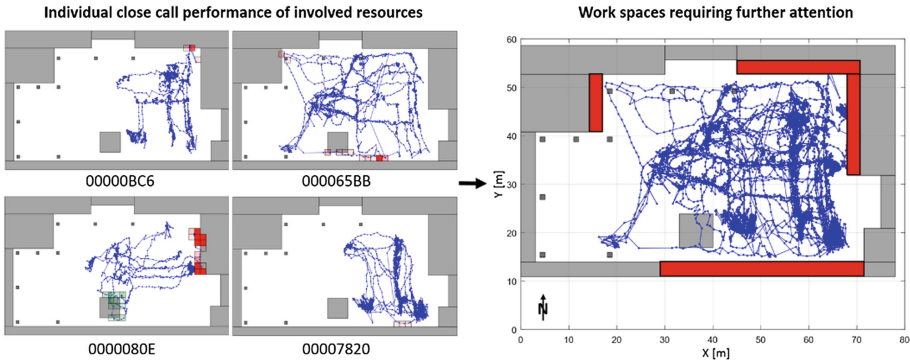 Individual close call performance of involved resources
Work spaces requiring further attention
00000BC6
000065BB
0000080E
00007820
60
50
40
30
20
10
0
Y [m]
N
0 10 20 30 40 50 60 70 80
X [m]